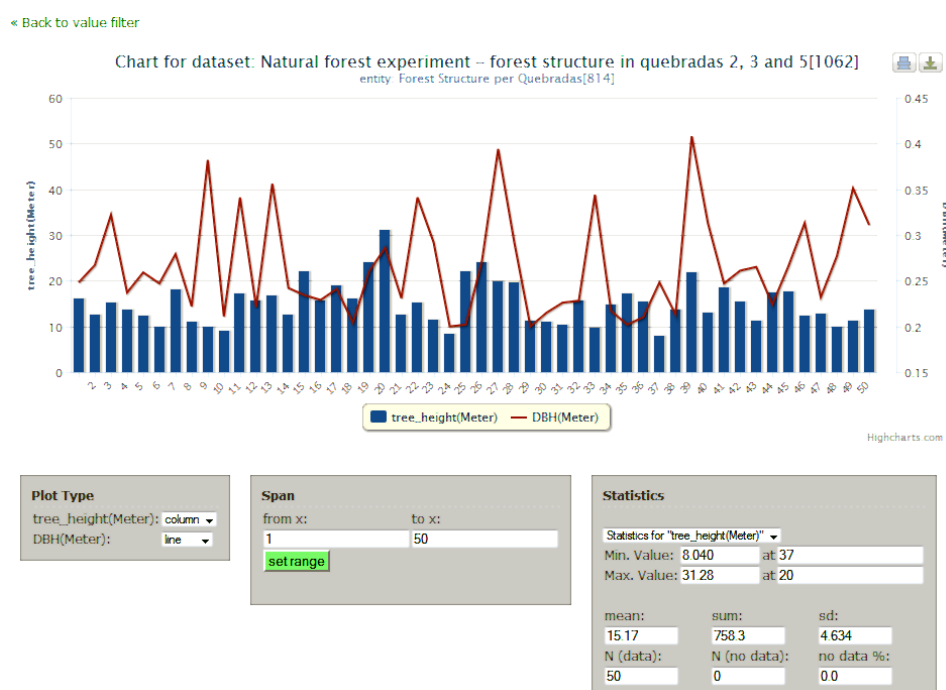 « Back to value filter
Chart for dataset: Natural forest experiment – forest structure in quebradas 2, 3 and 5[1062]
entity: Forest Structure per Quebradas[814]
60
50
40
30
20
10
0
tree_height(Meter)
0.45
0.4
0.35
0.3
0.25
0.2
0.15
2 3 4 5 6 7 8 9 10 11 12 13 14 15 16 17 18 19 20 21 22 23 24 25 26 27 28 29 30 31 32 33 34 35 36 37 38 39 40 41 42 43 44 45 46 47 48 49 50
tree_height(Meter) DBH(Meter)
Highcharts.com
Plot Type
tree_height(Meter): column
DBH(Meter): line
Span
from x: to x:
1 50
set range
Statistics
Statistics for "tree_height(Meter)"
Min. Value: 8.040 at 37
Max. Value: 31.28 at 20
mean: sum: sd:
15.17 758.3 4.634
N (data): N (no data): no data %:
50 0 0.0